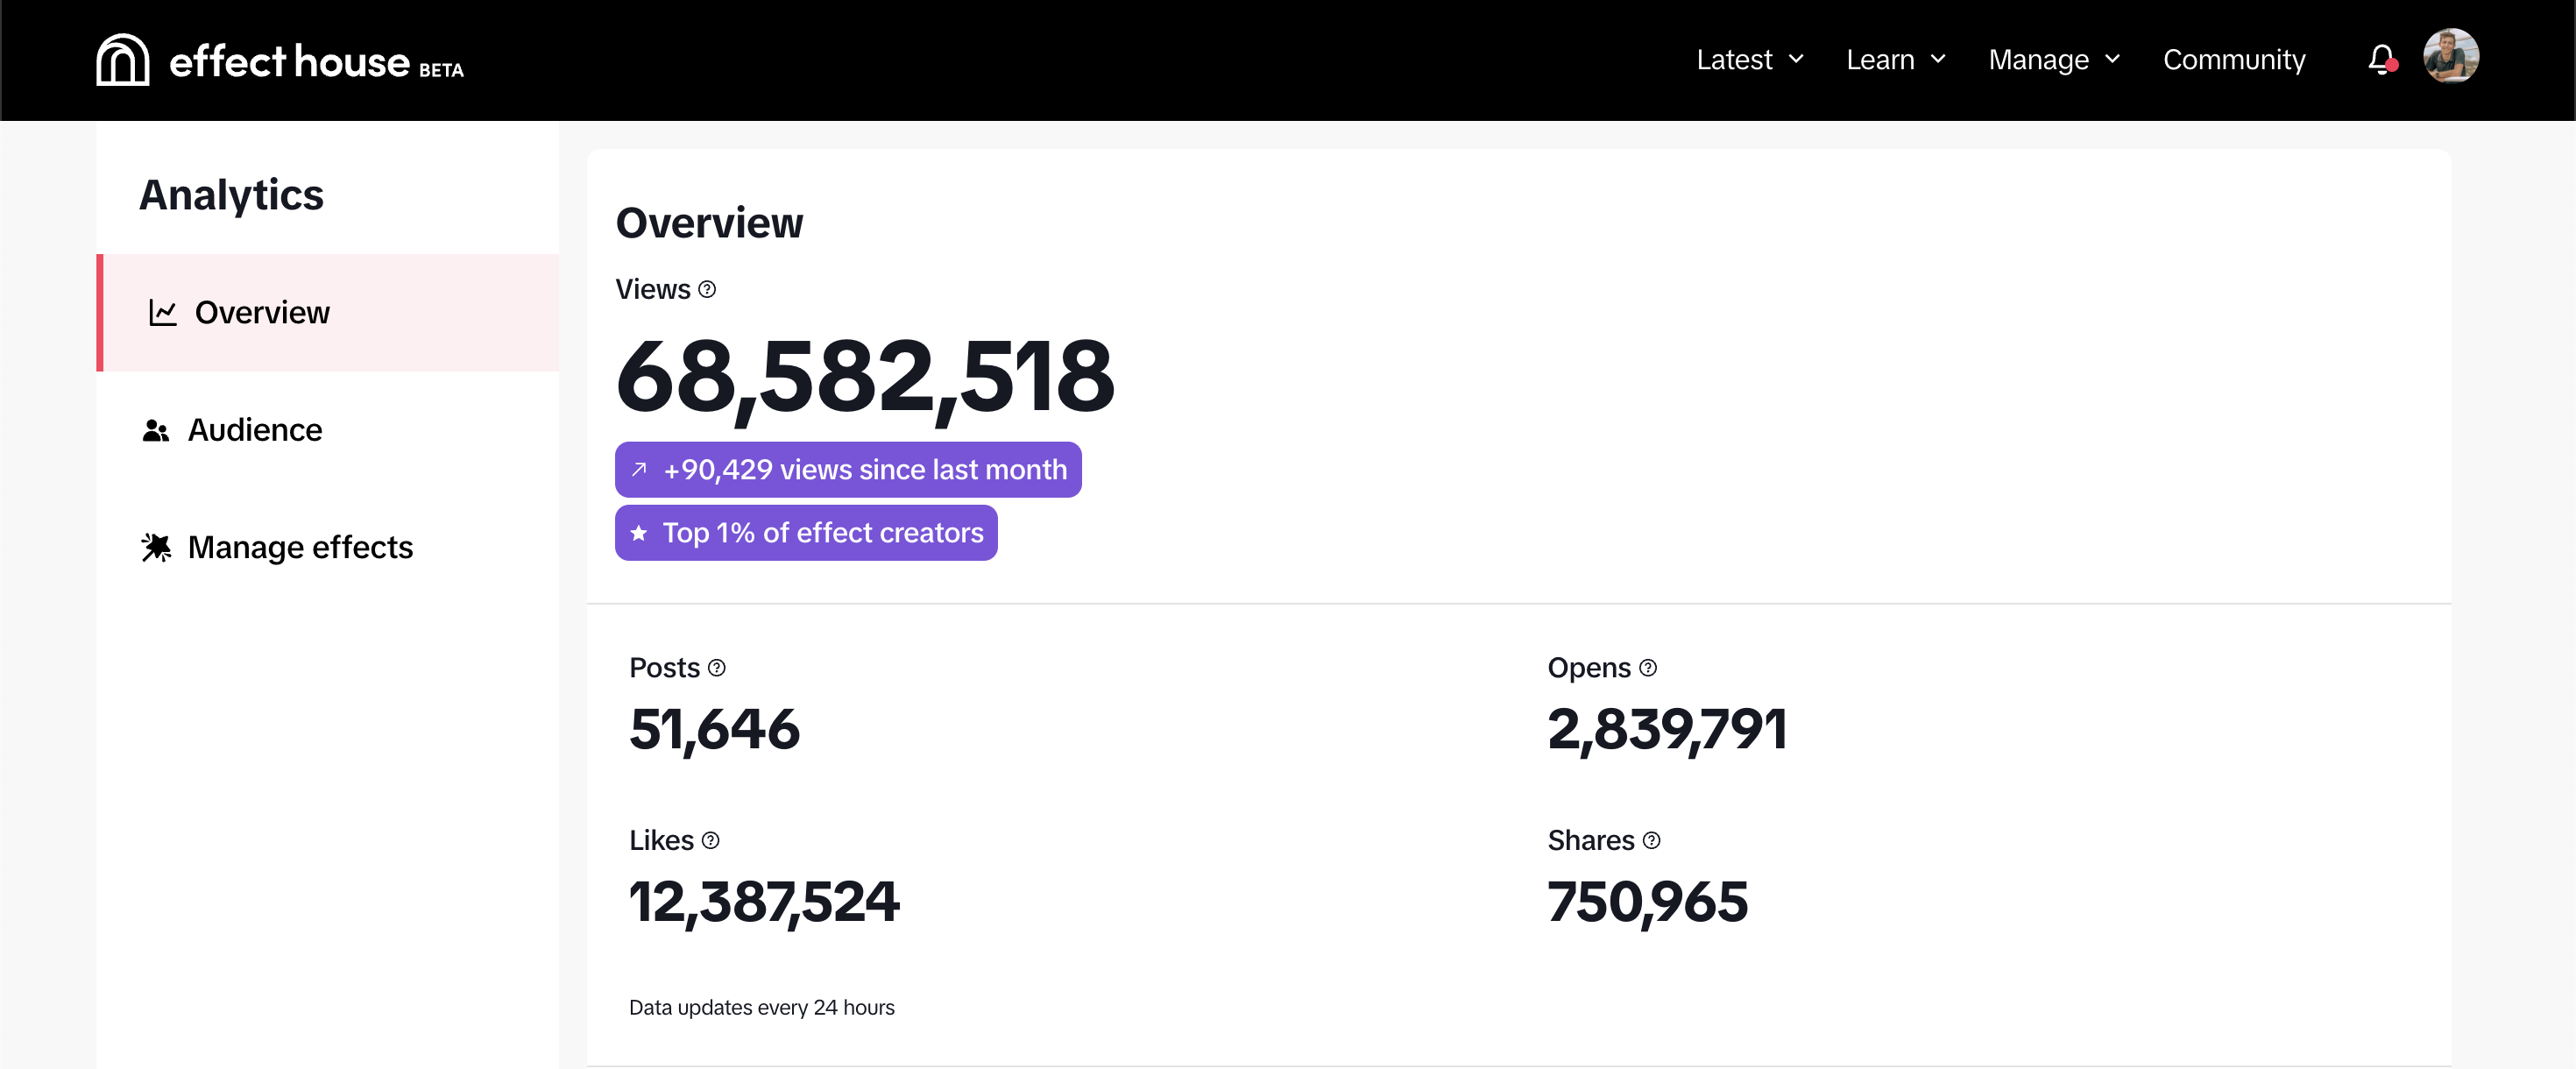 effect house BETA
Latest
Learn
Manage
Community
Analytics
Overview
Audience
Manage effects
Overview
Views
68,582,518
+90,429 views since last month
Top 1% of effect creators
Posts
51,646
Opens
2,839,791
Likes
12,387,524
Shares
750,965
Data updates every 24 hours